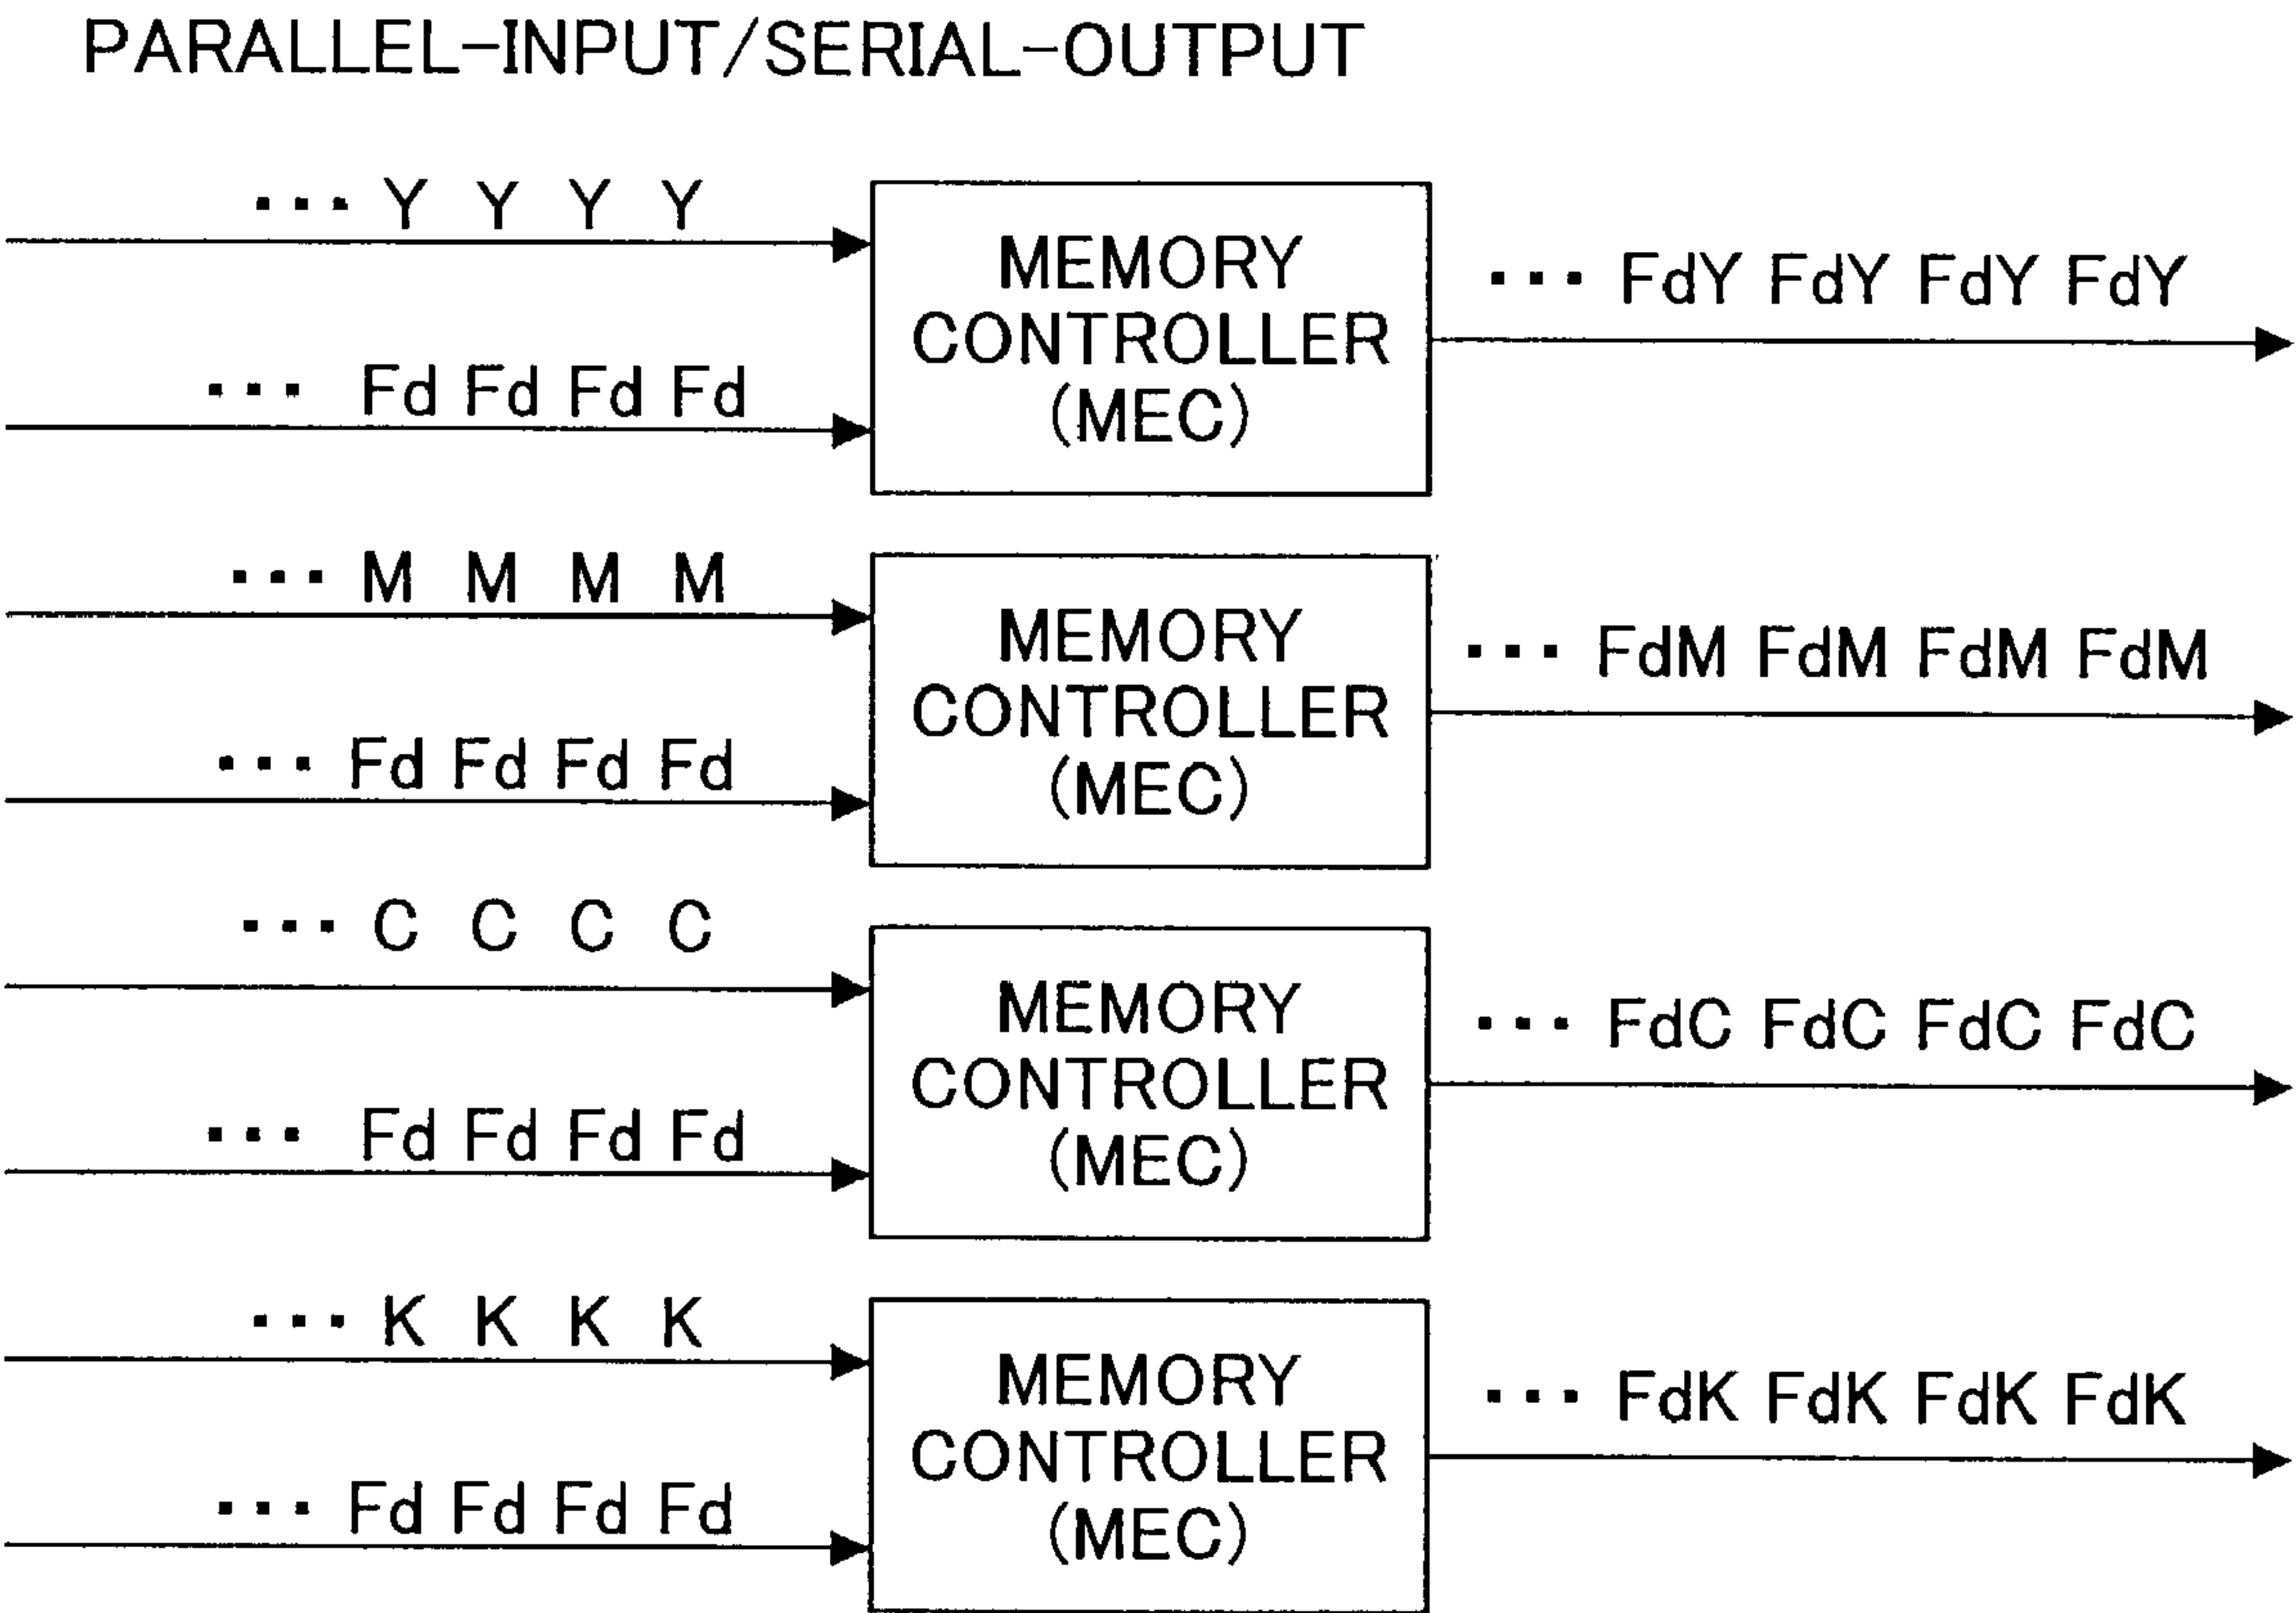 PARALLEL-INPUT/SERIAL-OUTPUT
... Y Y Y Y
... Fd Fd Fd Fd
MEMORY
CONTROLLER
(MEC)
... FdY FdY FdY FdY
... M M M M
... Fd Fd Fd Fd
MEMORY
CONTROLLER
(MEC)
... FdM FdM FdM FdM
... C C C C
... Fd Fd Fd Fd
MEMORY
CONTROLLER
(MEC)
... FdC FdC FdC FdC
... K K K K
... Fd Fd Fd Fd
MEMORY
CONTROLLER
(MEC)
... FdK FdK FdK FdK